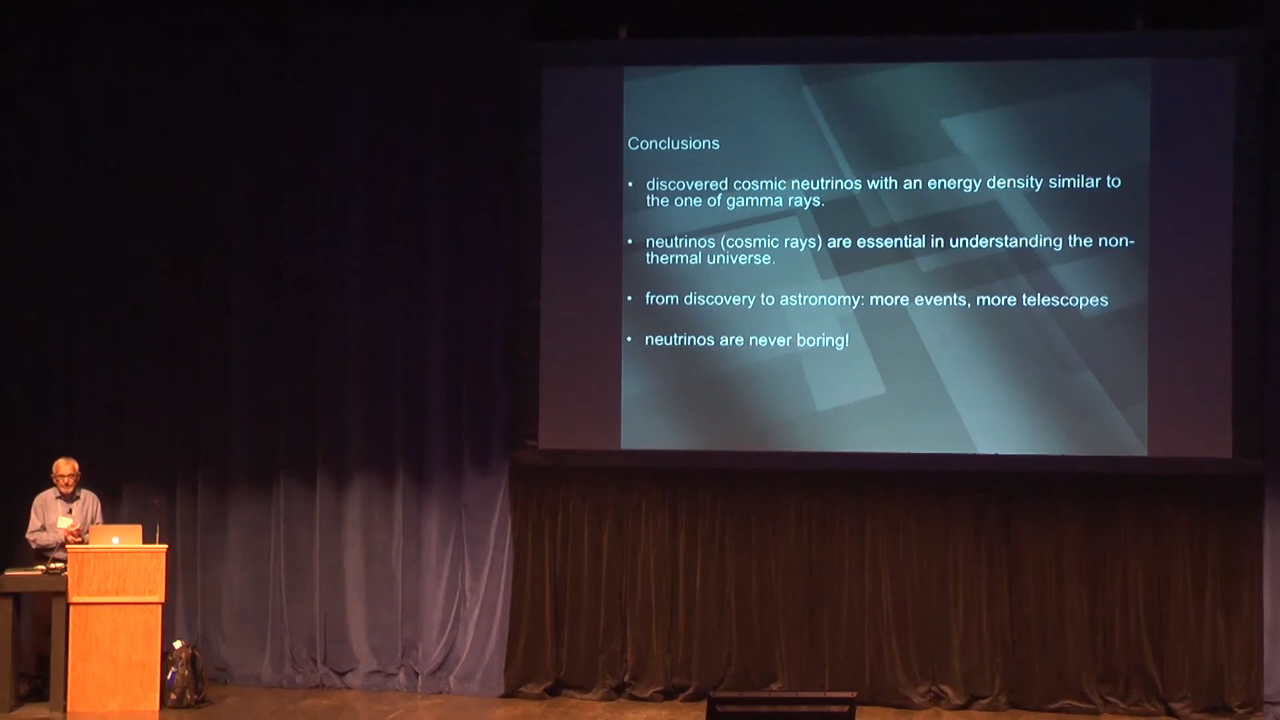 Conclusions
• discovered cosmic neutrinos with an energy density similar to
the one of gamma rays.
• neutrinos (cosmic rays) are essential in understanding the non-
thermal universe.
• from discovery to astronomy: more events, more telescopes
• neutrinos are never boring!